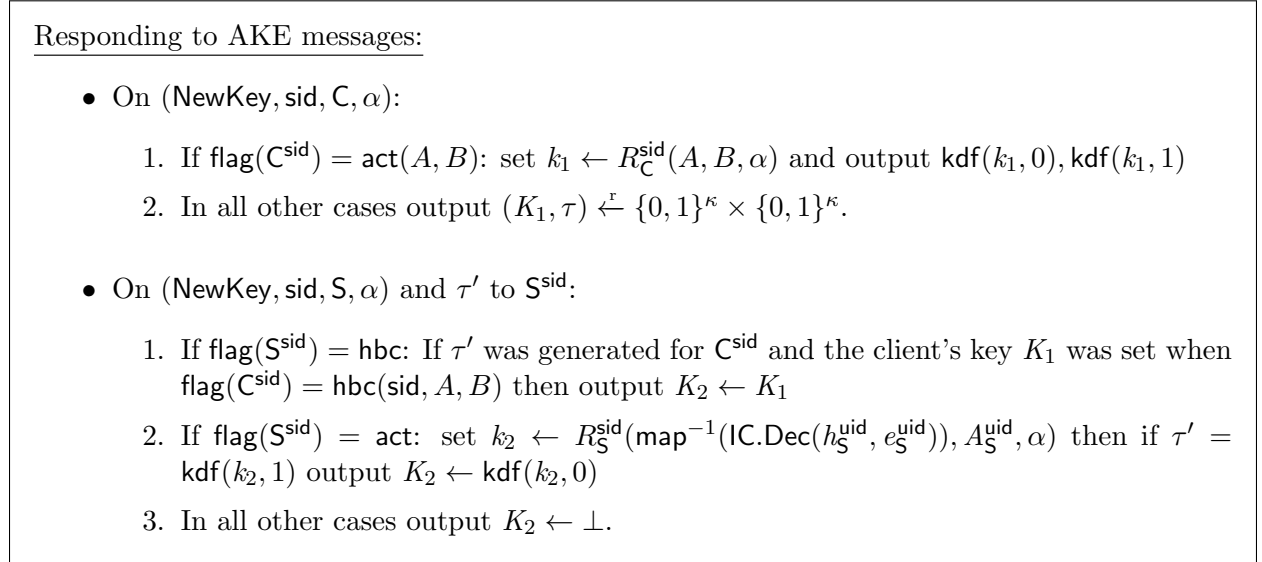 Responding to AKE messages:
• On (NewKey, sid, C, α):
1. If flag(C^sid) = act(A, B): set k₁ ← R_C^sid(A, B, α) and output kdf(k₁, 0), kdf(k₁, 1)
2. In all other cases output (K₁, τ) ←^r {0, 1}^κ × {0, 1}^κ.
• On (NewKey, sid, S, α) and τ′ to S^sid:
1. If flag(S^sid) = hbc: If τ′ was generated for C^sid and the client's key K₁ was set when
flag(C^sid) = hbc(sid, A, B) then output K₂ ← K₁
2. If flag(S^sid) = act: set k₂ ← R_S^sid(map⁻¹(IC.Dec(h_S^uid, e_S^uid)), A_S^uid, α) then if τ′ =
kdf(k₂, 1) output K₂ ← kdf(k₂, 0)
3. In all other cases output K₂ ← ⊥.